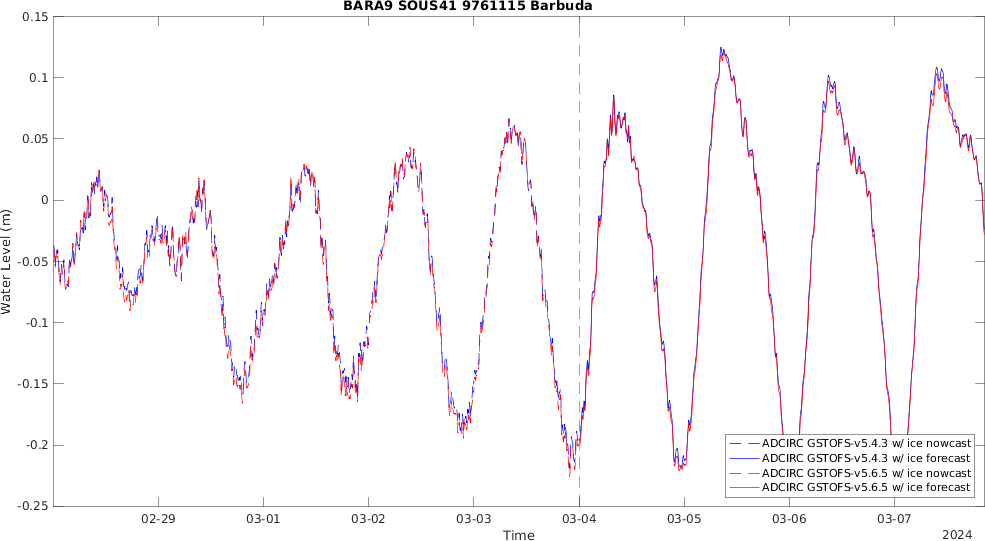 BARA9 SOUS41 9761115 Barbuda
0.15
0.1
0.05
0
-0.05
-0.1
-0.15
-0.2
-0.25
Water Level (m)
ADCIRC GSTOFS-v5.4.3 w/ ice nowcast
ADCIRC GSTOFS-v5.4.3 w/ ice forecast
ADCIRC GSTOFS-v5.6.5 w/ ice nowcast
ADCIRC GSTOFS-v5.6.5 w/ ice forecast
02-29 03-01 03-02 03-03 03-04 03-05 03-06 03-07
Time
2024